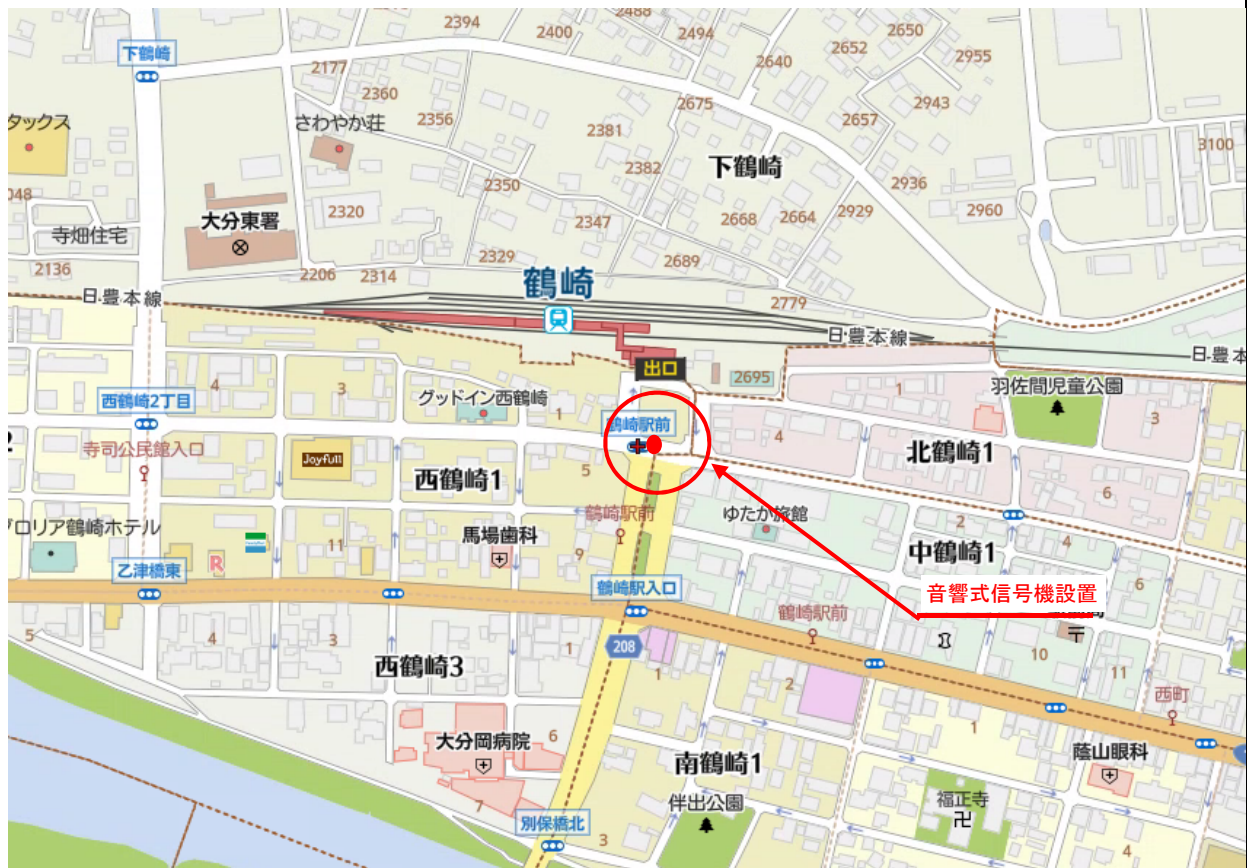 2394
2400
2488
2494
2650
2652
2955
下鶴崎
2177
2640
2360
2675
2943
タックス
さわやか荘
2356
2381
2657
3100
2382
下鶴崎
2350
2936
048
大分東署
2320
2347
2668
2664
2929
2960
寺畑住宅
2329
2689
2136
2206
2314
鶴崎
2779
日豊本線
日豊本線
日豊本
出口
2695
4
3
グッドイン西鶴崎
1
1
羽佐間児童公園
西鶴崎2丁目
鶴崎駅前
4
3
寺司公民館入口
Joyfull
西鶴崎1
5
北鶴崎1
6
グロリア鶴崎ホテル
11
馬場歯科
鶴崎駅前
ゆたか旅館
2
4
R
9
中鶴崎1
乙津橋東
鶴崎駅入口
音響式信号機設置
6
鶴崎駅前
5
4
3
1
208
10
11
西鶴崎3
1
2
西町
大分岡病院
6
南鶴崎1
1
蔭山眼科
7
伴出公園
福正寺
別保橋北
3
4